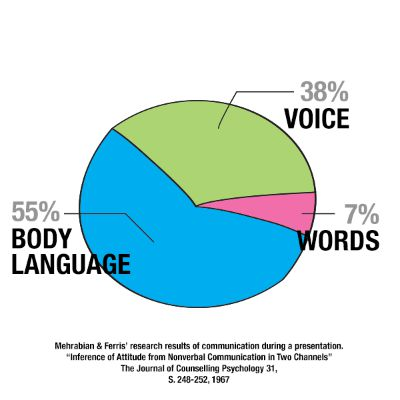 38%
VOICE
55%
BODY
LANGUAGE
7%
WORDS
Mehrabian & Ferris' research results of communication during a presentation.
"Inference of Attitude from Nonverbal Communication in Two Channels"
The Journal of Counselling Psychology 31,
S. 248-252, 1967